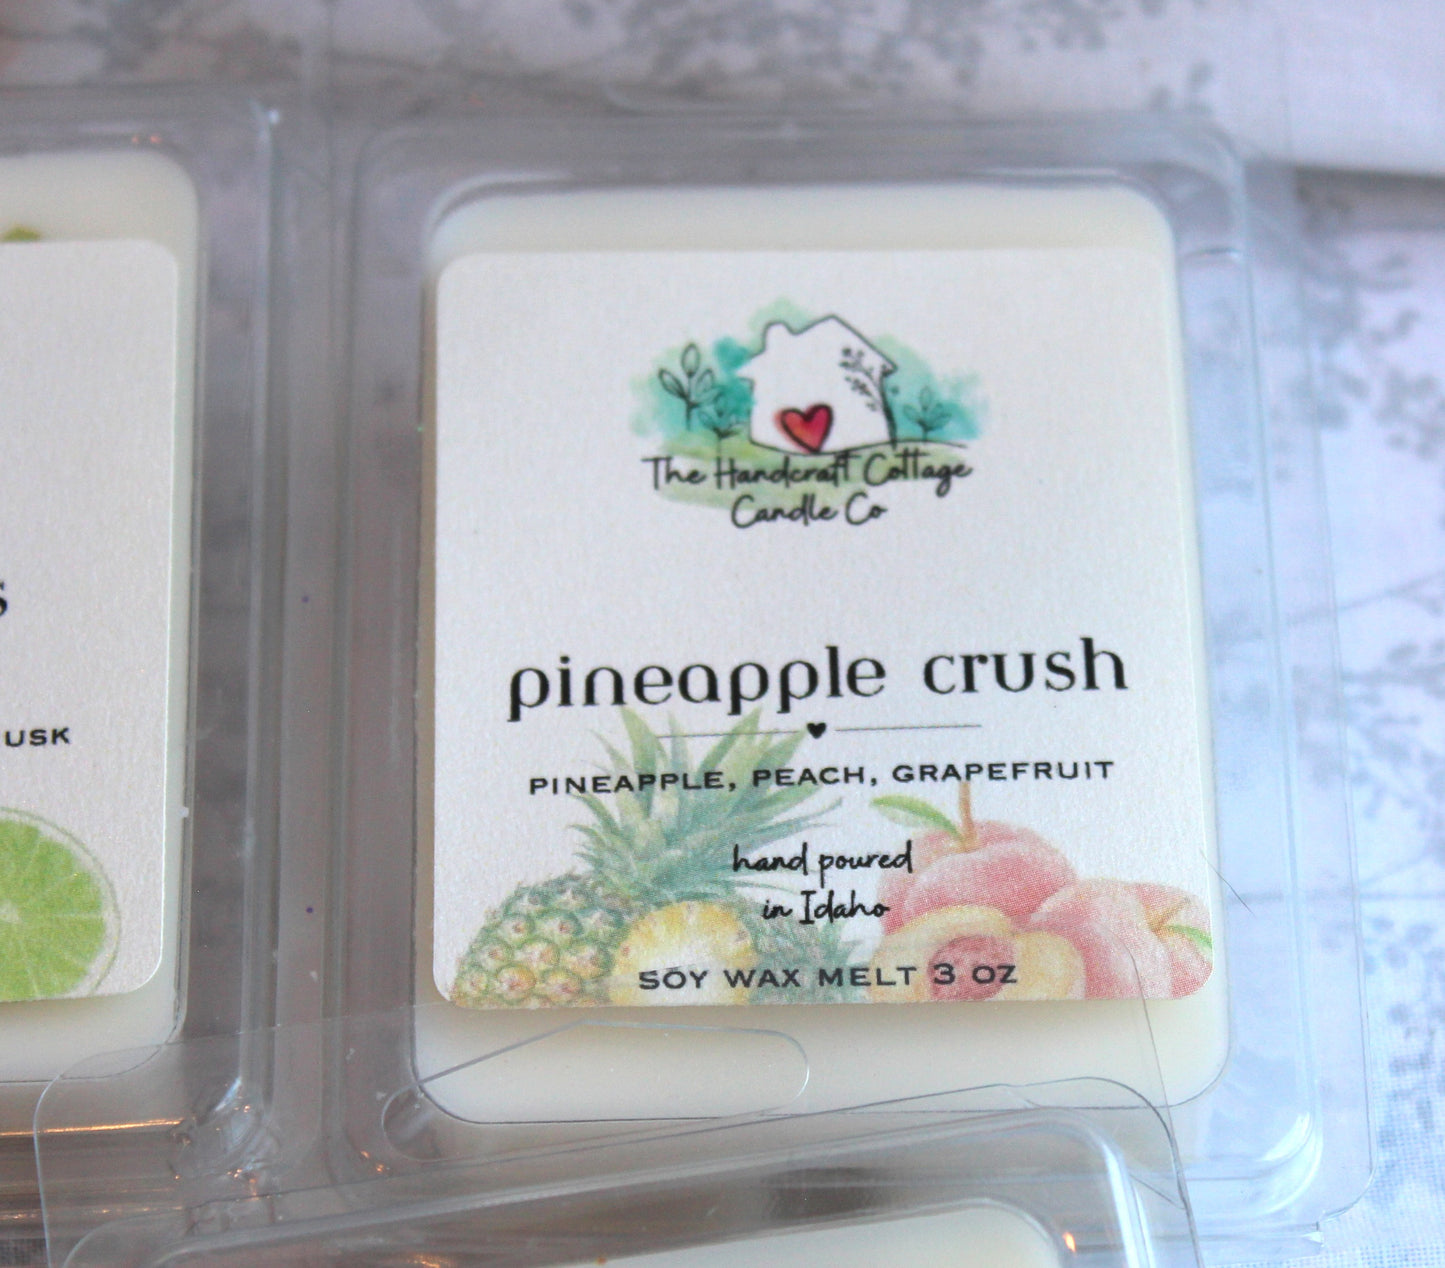 The Handcraft Cottage
Candle Co
pineapple crush
PINEAPPLE, PEACH, GRAPEFRUIT
hand poured
in Idaho
SOY WAX MELT 3 OZ